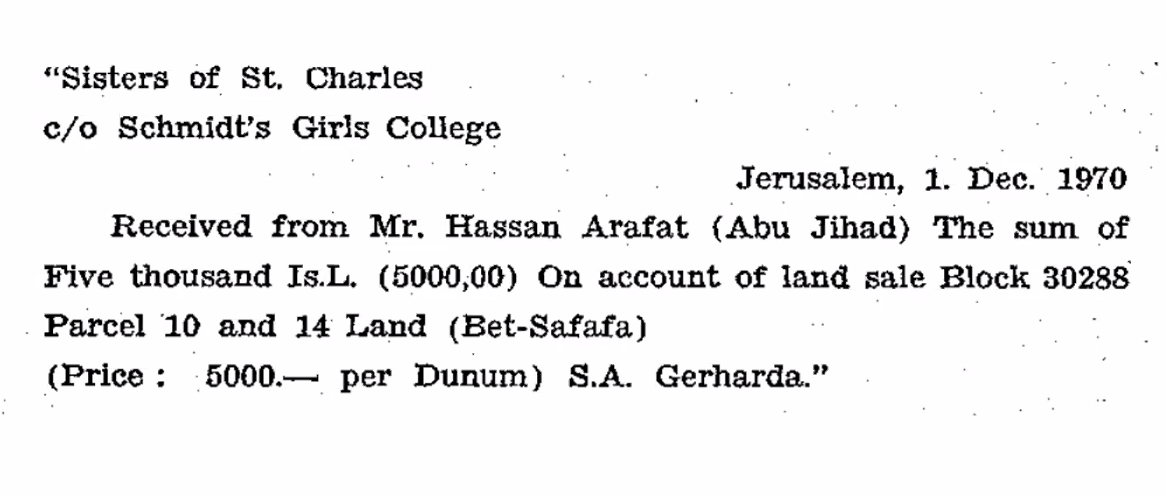 “Sisters of St. Charles
c/o Schmidt’s Girls College
Jerusalem, 1. Dec. 1970
Received from Mr. Hassan Arafat (Abu Jihad) The sum of
Five thousand Is.L. (5000,00) On account of land sale Block 30288
Parcel 10 and 14 Land (Bet-Safafa)
(Price : 5000.— per Dunum) S.A. Gerharda.”